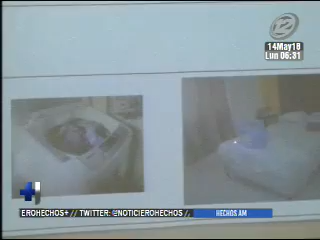 12
14May18
Lun 06:31
+
EROHECHOS+ // TWITTER: @NOTICIEROHECHOS /.
HECHOS AM